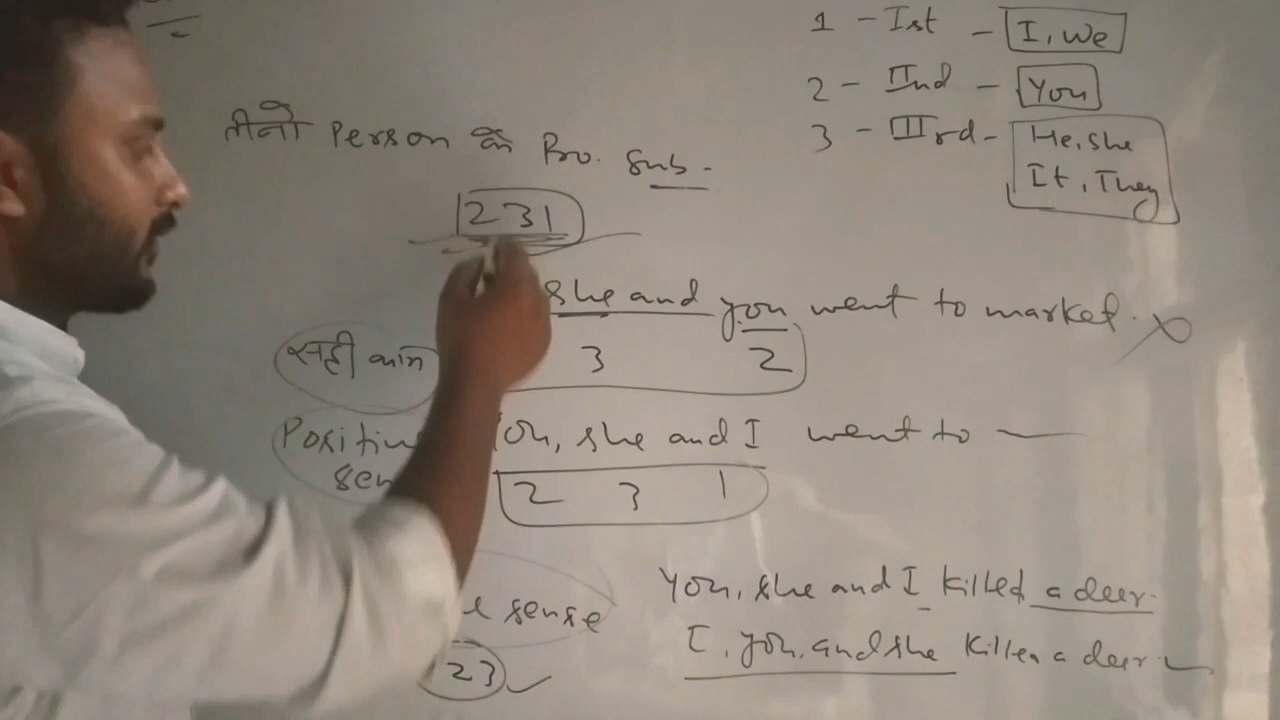 1 - Ist - I, we
2 - IInd - You
3 - IIIrd - He, she
It, They
तीनो Person के Pro. Sub.
231
she and you went to market.
सही काम 3 2
she and I went to
sen 2 3 1
You, she and I killed a deer.
sense
I, you, and she killed a deer
23